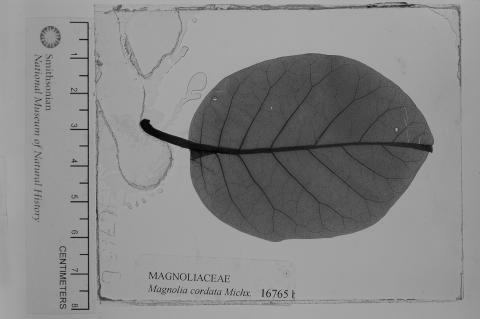 Smithsonian
National Museum of Natural History
1
2
3
4
5
6
7
8
CENTIMETERS
MAGNOLIACEAE
Magnolia cordata Michx. 16765